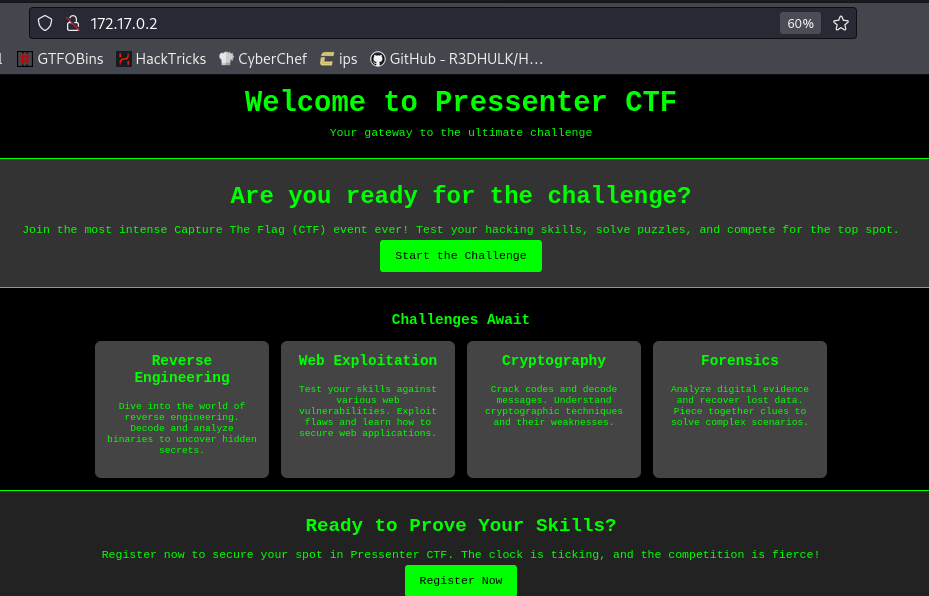 172.17.0.2
60%
GTFOBins
HackTricks
CyberChef
ips
GitHub - R3DHULK/H...
Welcome to Pressenter CTF
Your gateway to the ultimate challenge
Are you ready for the challenge?
Join the most intense Capture The Flag (CTF) event ever! Test your hacking skills, solve puzzles, and compete for the top spot.
Start the Challenge
Challenges Await
Reverse
Engineering
Dive into the world of
reverse engineering.
Decode and analyze
binaries to uncover hidden
secrets.
Web Exploitation
Test your skills against
various web
vulnerabilities. Exploit
flaws and learn how to
secure web applications.
Cryptography
Crack codes and decode
messages. Understand
cryptographic techniques
and their weaknesses.
Forensics
Analyze digital evidence
and recover lost data.
Piece together clues to
solve complex scenarios.
Ready to Prove Your Skills?
Register now to secure your spot in Pressenter CTF. The clock is ticking, and the competition is fierce!
Register Now